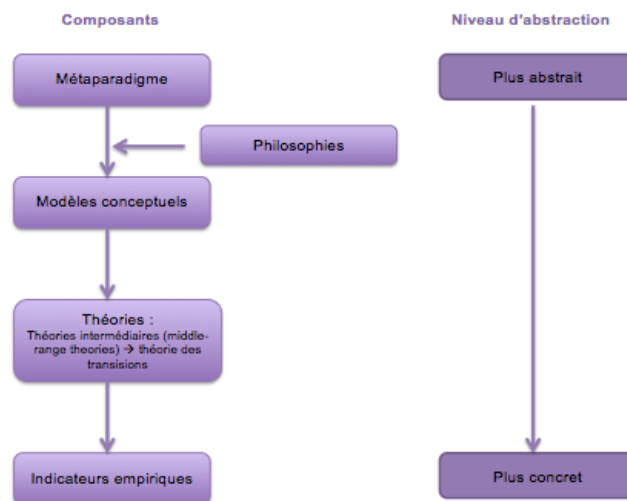 Composants
Niveau d'abstraction
Métaparadigme
Plus abstrait
Philosophies
Modèles conceptuels
Théories :
Théories intermédiaires (middle-
range theories) → théorie des
transisions
Indicateurs empiriques
Plus concret